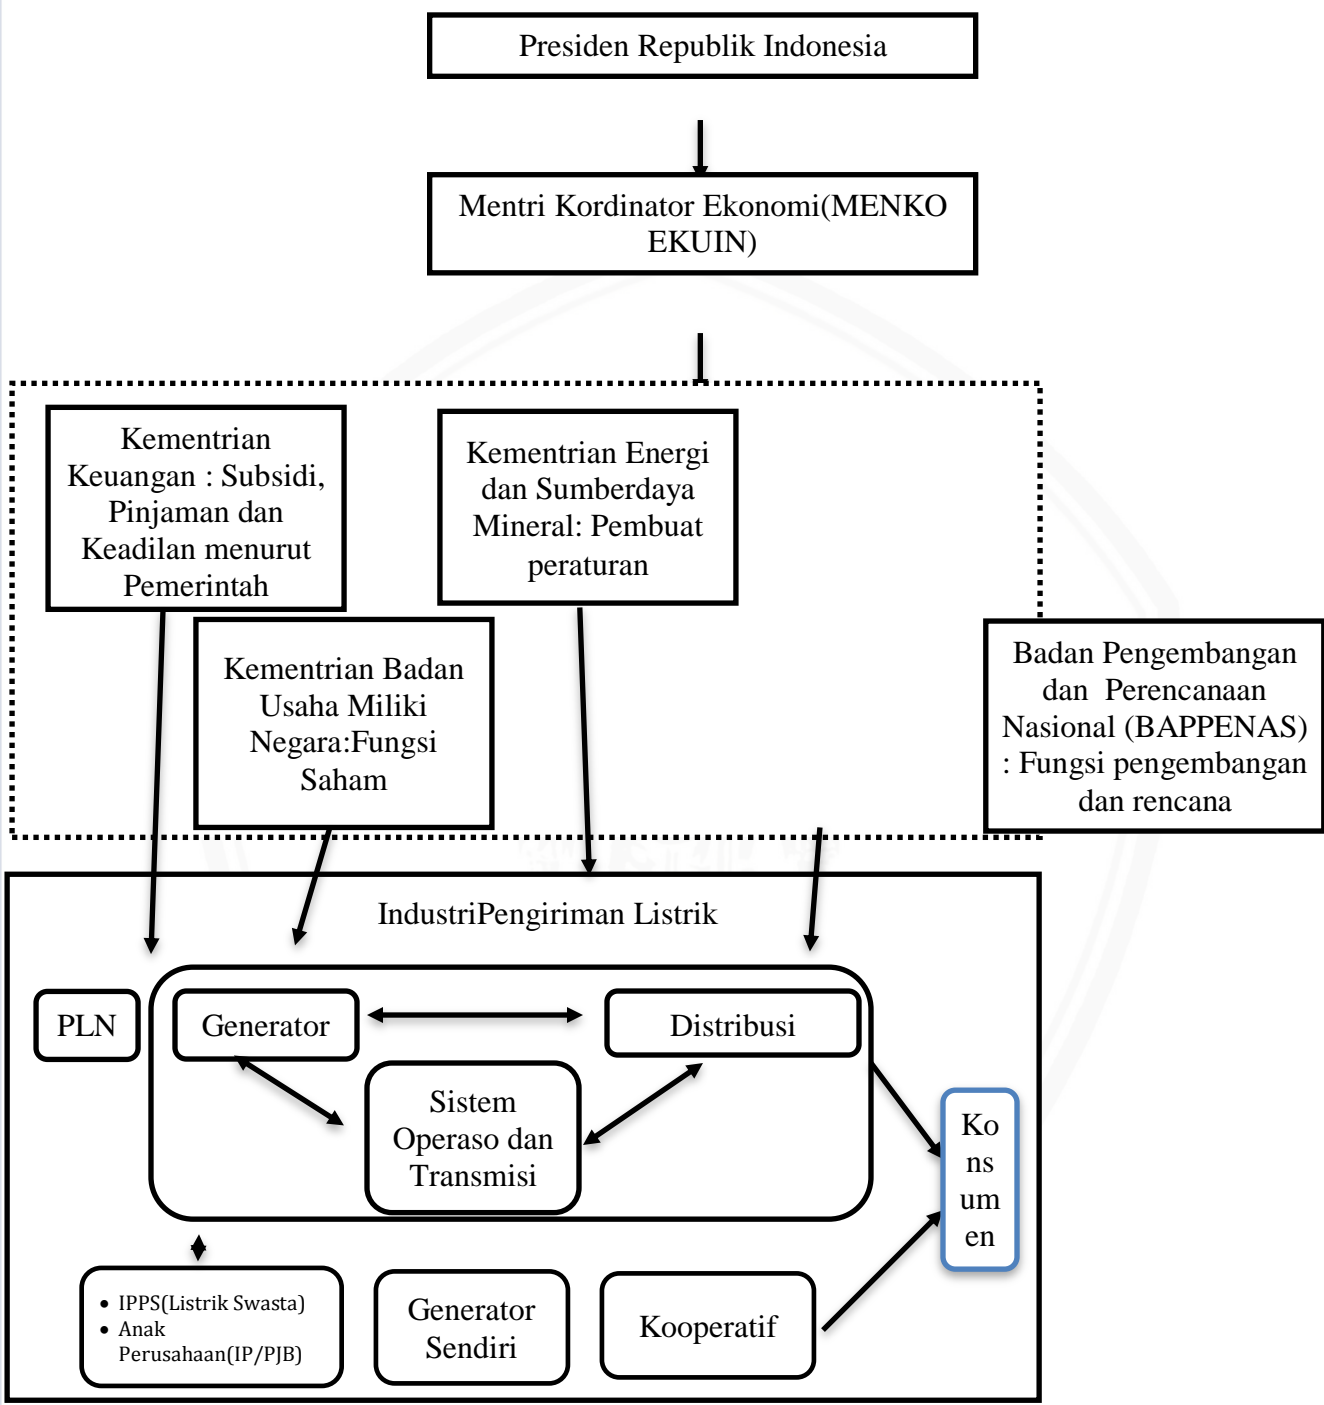 Presiden Republik Indonesia
Mentri Kordinator Ekonomi(MENKO
EKUIN)
Kementrian
Keuangan : Subsidi,
Pinjaman dan
Keadilan menurut
Pemerintah
Kementrian Energi
dan Sumberdaya
Mineral: Pembuat
peraturan
Kementrian Badan
Usaha Miliki
Negara:Fungsi
Saham
Badan Pengembangan
dan Perencanaan
Nasional (BAPPENAS)
: Fungsi pengembangan
dan rencana
IndustriPengiriman Listrik
PLN
Generator
Distribusi
Sistem
Operaso dan
Transmisi
Ko
ns
um
en
• IPPS(Listrik Swasta)
• Anak
Perusahaan(IP/PJB)
Generator
Sendiri
Kooperatif